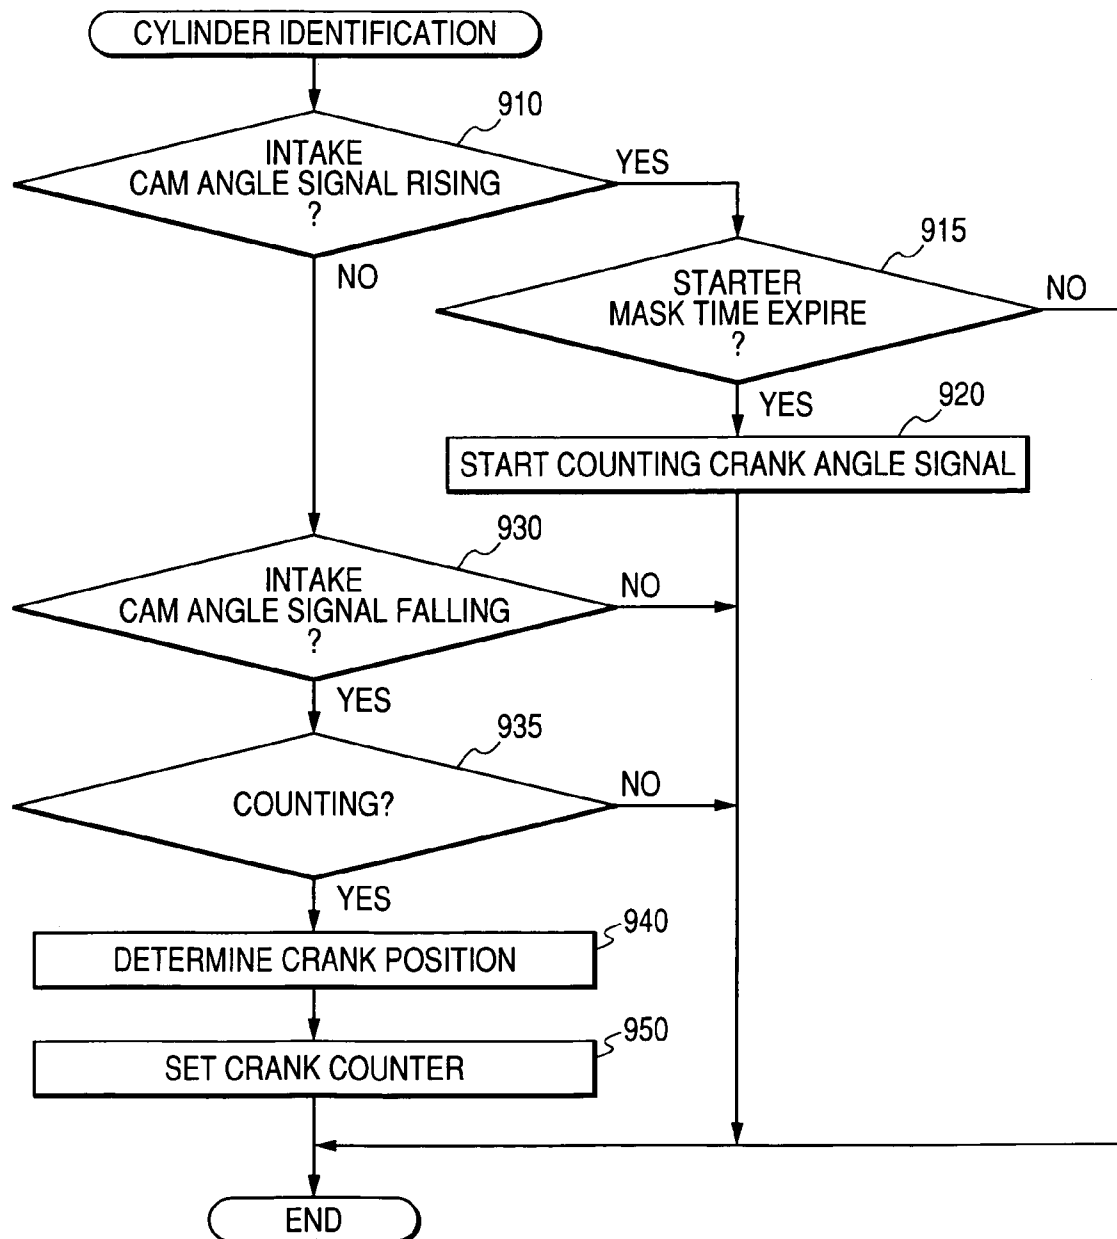 CYLINDER IDENTIFICATION
910
INTAKE
CAM ANGLE SIGNAL RISING
?
YES
NO
915
STARTER
MASK TIME EXPIRE
?
NO
YES
920
START COUNTING CRANK ANGLE SIGNAL
930
INTAKE
CAM ANGLE SIGNAL FALLING
?
NO
YES
935
COUNTING?
NO
YES
940
DETERMINE CRANK POSITION
950
SET CRANK COUNTER
END